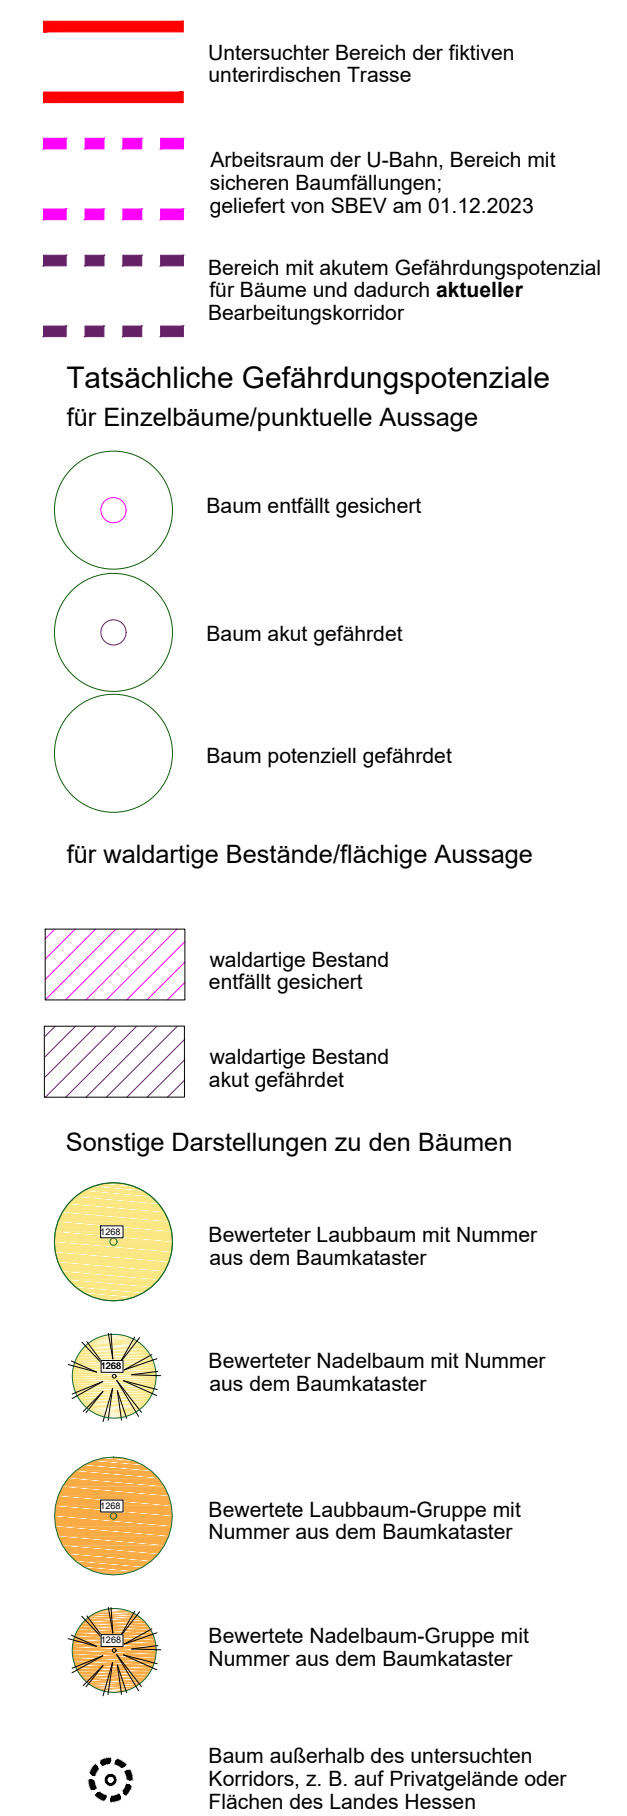 Untersuchter Bereich der fiktiven
unterirdischen Trasse
Arbeitsraum der U-Bahn, Bereich mit
sicheren Baumfällungen;
geliefert von SBEV am 01.12.2023
Bereich mit akutem Gefährdungspotenzial
für Bäume und dadurch aktueller
Bearbeitungskorridor
Tatsächliche Gefährdungspotenziale
für Einzelbäume/punktuelle Aussage
Baum entfällt gesichert
Baum akut gefährdet
Baum potenziell gefährdet
für waldartige Bestände/flächige Aussage
waldartige Bestand
entfällt gesichert
waldartige Bestand
akut gefährdet
Sonstige Darstellungen zu den Bäumen
1268
Bewerteter Laubbaum mit Nummer
aus dem Baumkataster
1268
Bewerteter Nadelbaum mit Nummer
aus dem Baumkataster
1268
Bewertete Laubbaum-Gruppe mit
Nummer aus dem Baumkataster
1268
Bewertete Nadelbaum-Gruppe mit
Nummer aus dem Baumkataster
Baum außerhalb des untersuchten
Korridors, z. B. auf Privatgelände oder
Flächen des Landes Hessen